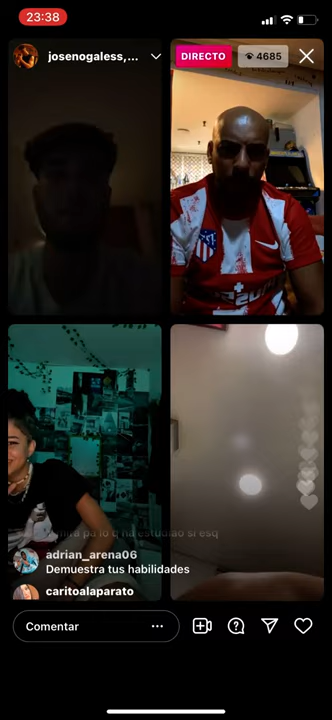 23:38
josenogaless,...
DIRECTO
4685
adrian_arena06
Demuestra tus habilidades
caritoalaparato
Comentar